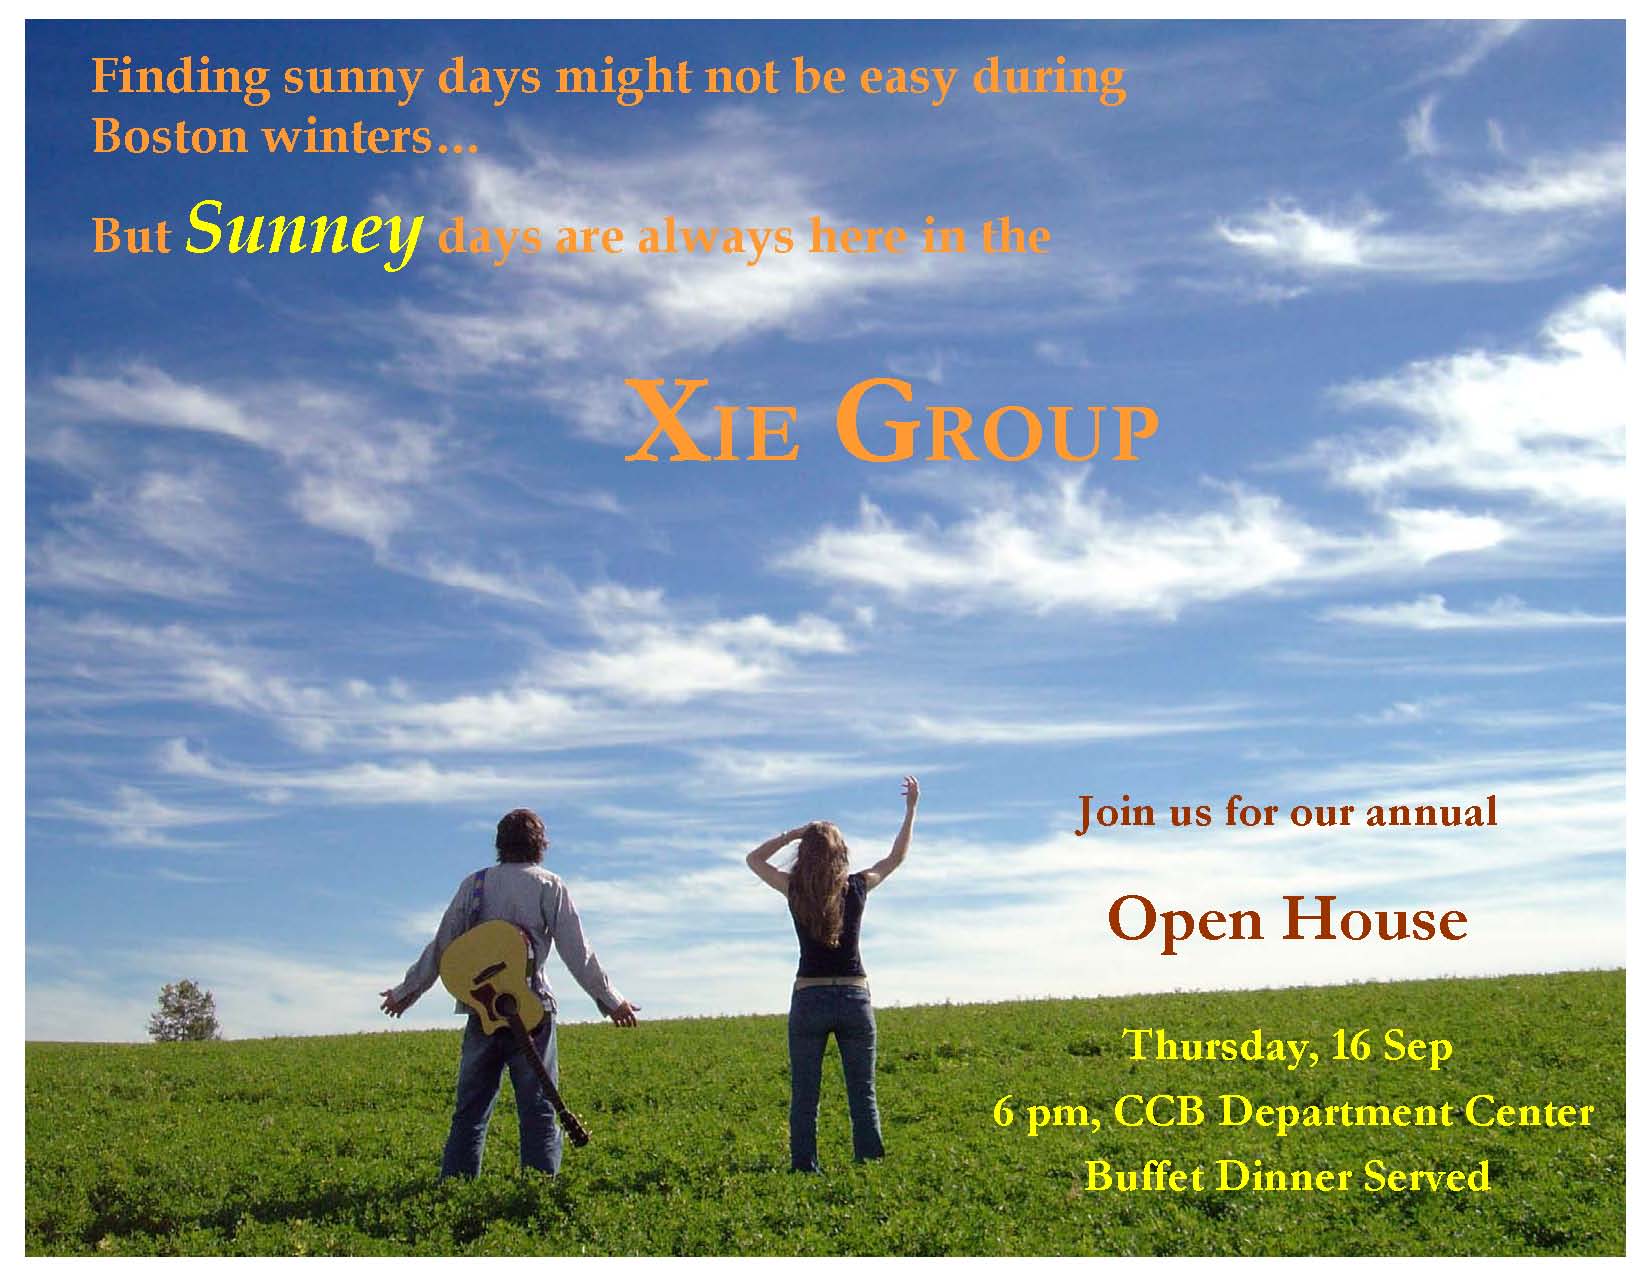 Finding sunny days might not be easy during
Boston winters…
But Sunney days are always here in the
XIE GROUP
Join us for our annual
Open House
Thursday, 16 Sep
6 pm, CCB Department Center
Buffet Dinner Served